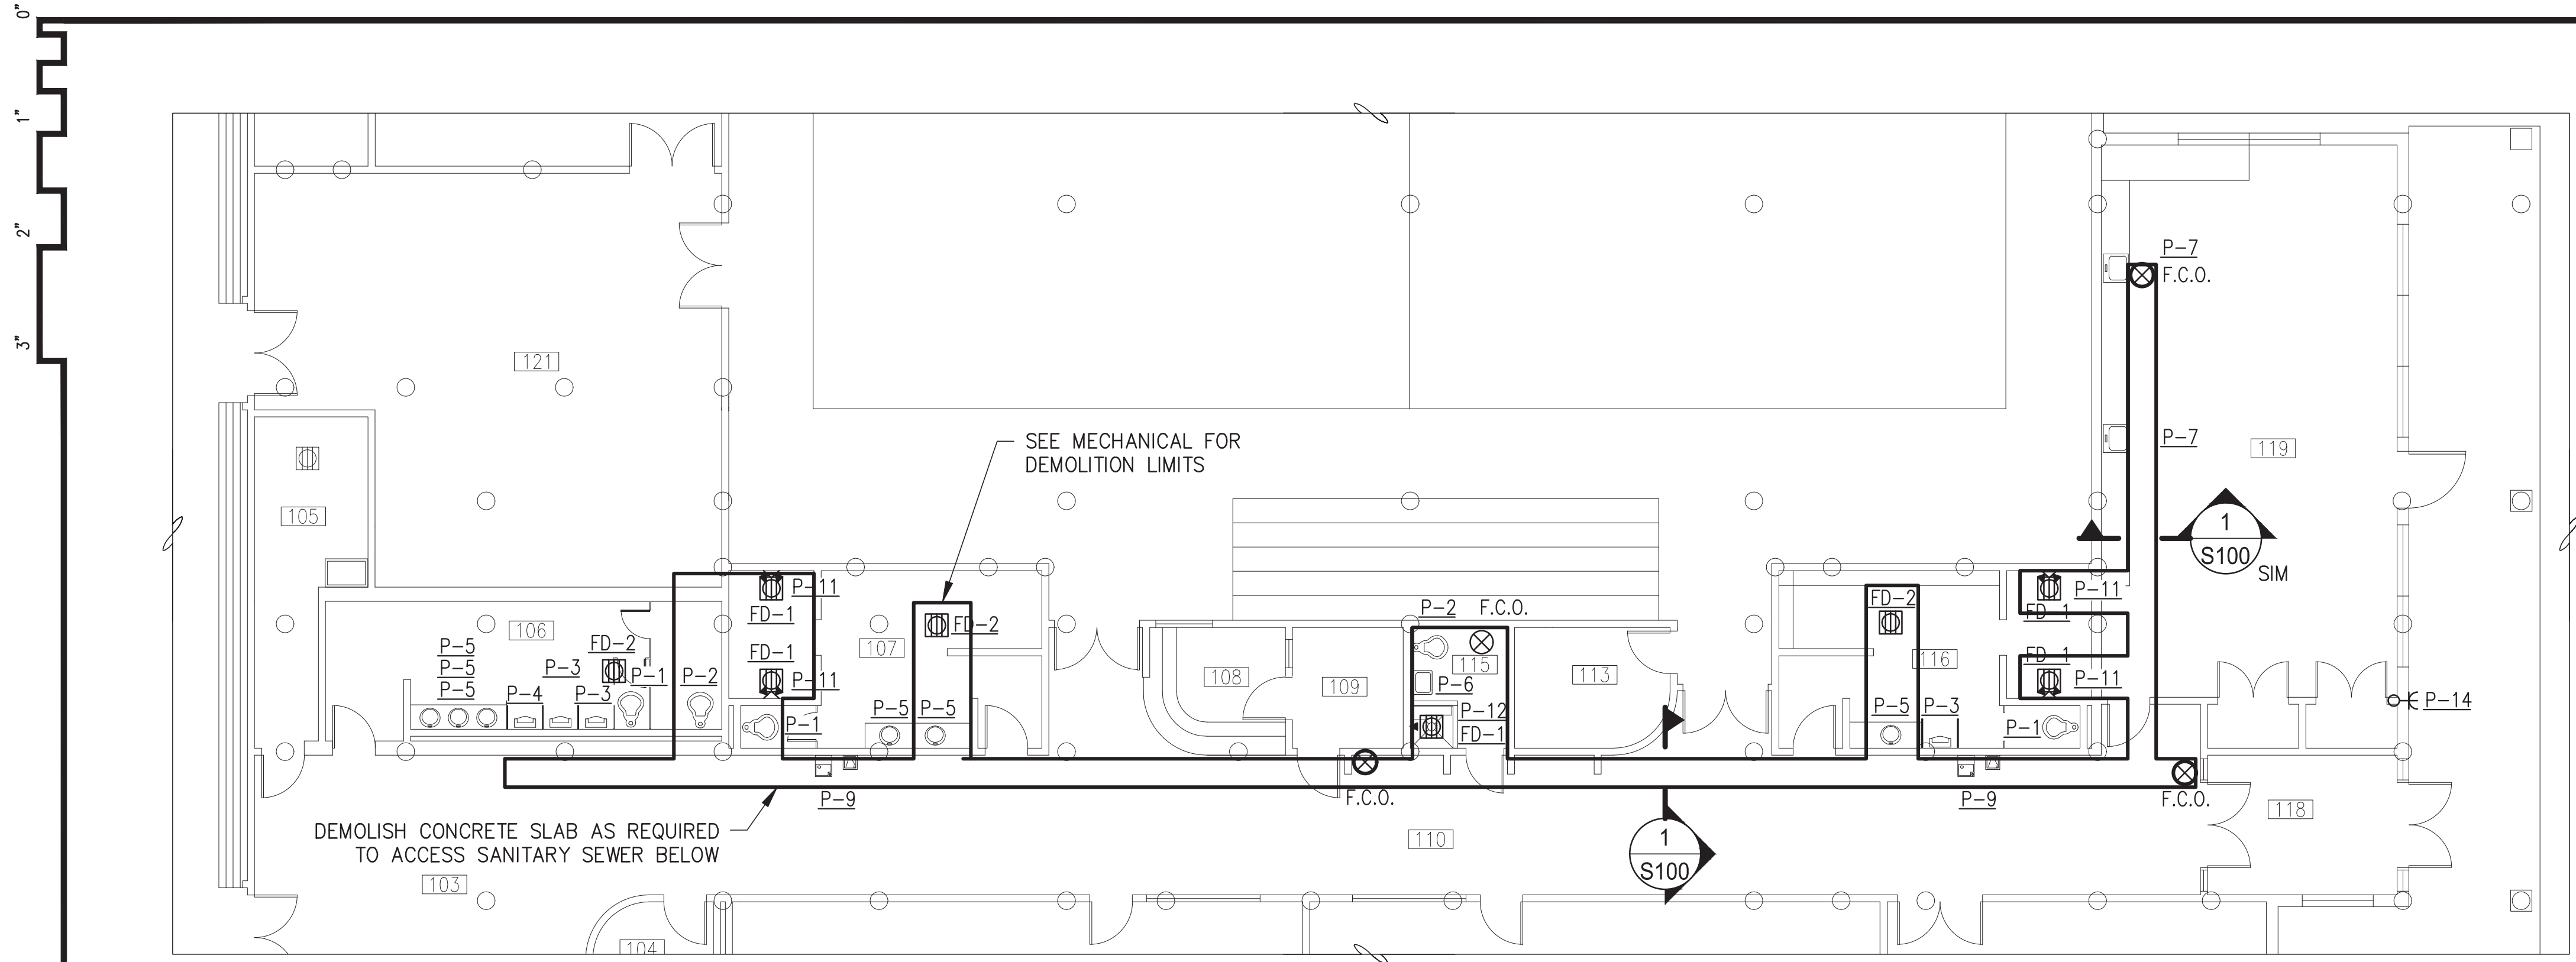 0"
1"
2"
3"
P-7
F.C.O.
121
SEE MECHANICAL FOR
DEMOLITION LIMITS
P-7
119
105
1
S100
SIM
P-11
FD-1
FD-2
P-2 F.C.O.
FD-2
P-11
FD-1
106
P-5
P-5
P-5
FD-2
P-3
P-4
P-3
P-1
P-2
FD-1
P-11
107
P-1
P-5
P-5
108
109
115
P-6
P-12
FD-1
113
116
FD-1
P-11
P-5
P-3
P-1
P-14
P-9
F.C.O.
P-9
F.C.O.
DEMOLISH CONCRETE SLAB AS REQUIRED
TO ACCESS SANITARY SEWER BELOW
110
1
S100
118
103
104